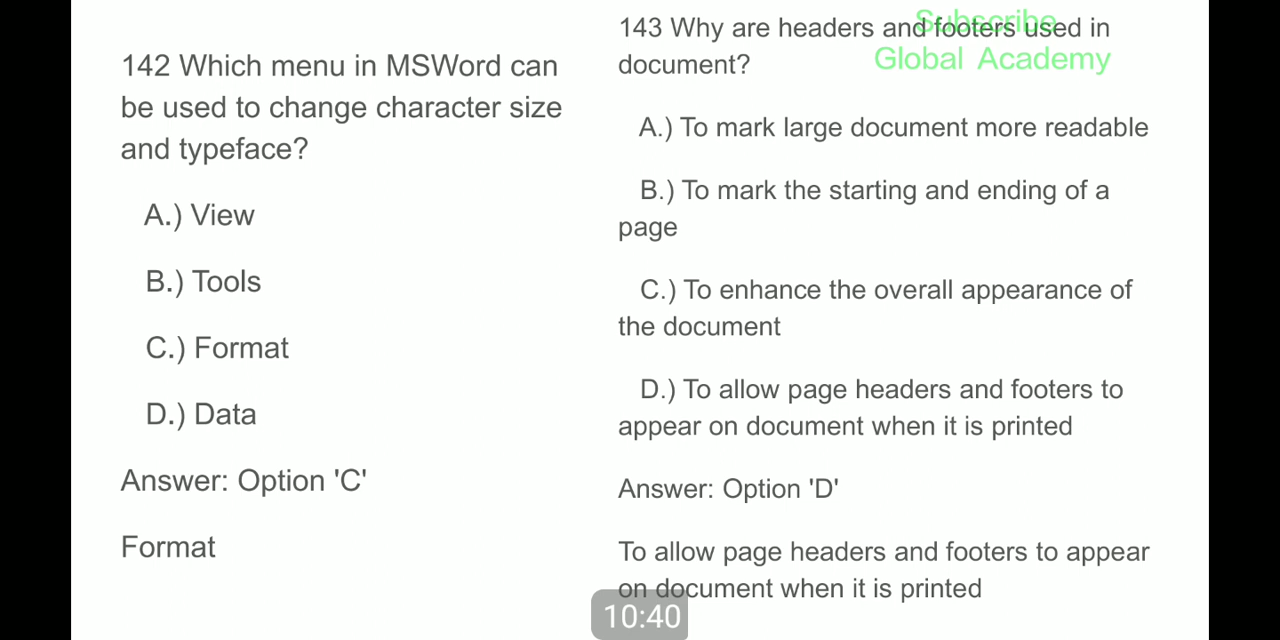 142 Which menu in MSWord can
be used to change character size
and typeface?
A.) View
B.) Tools
C.) Format
D.) Data
Answer: Option 'C'
Format
Subscribe
Global Academy
143 Why are headers and footers used in
document?
A.) To mark large document more readable
B.) To mark the starting and ending of a
page
C.) To enhance the overall appearance of
the document
D.) To allow page headers and footers to
appear on document when it is printed
Answer: Option 'D'
To allow page headers and footers to appear
on document when it is printed
10:40